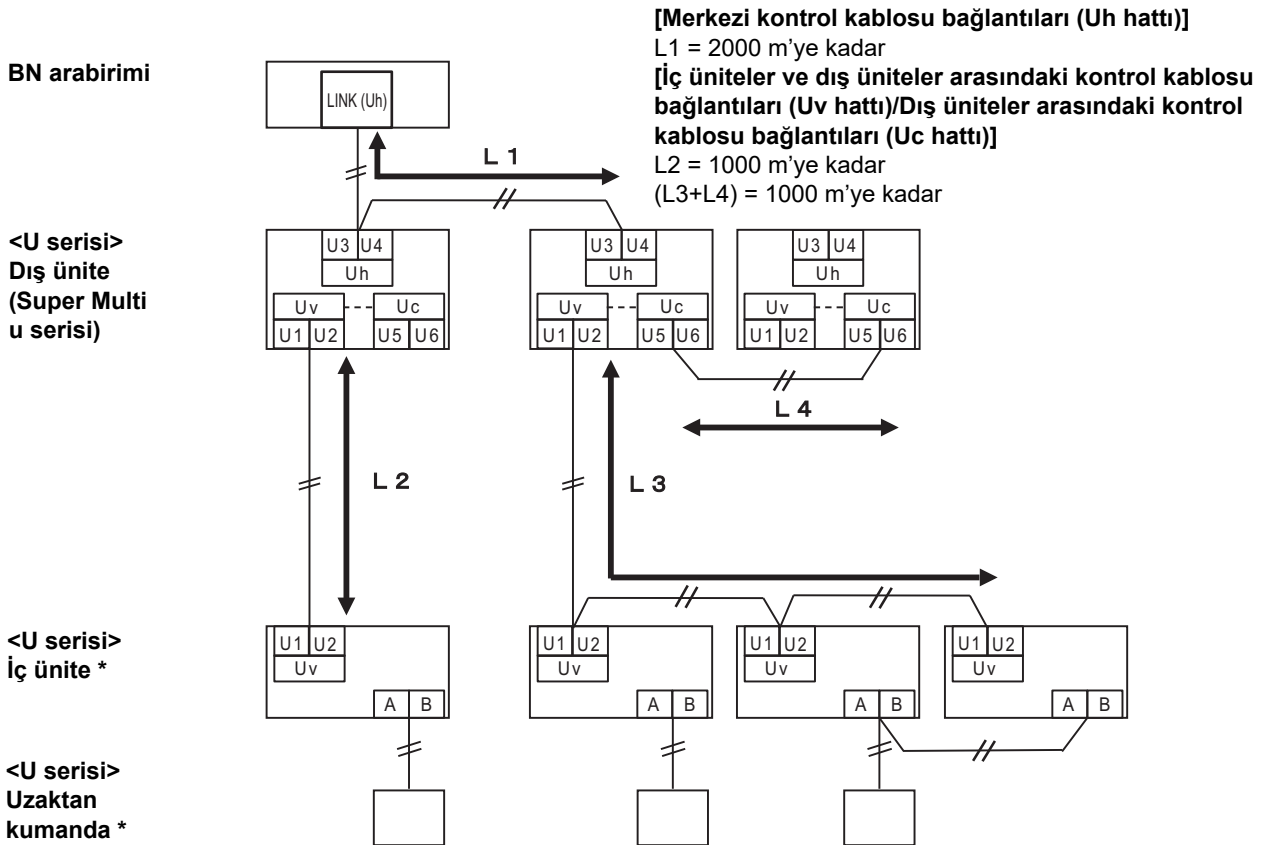 [Merkezi kontrol kablosu bağlantıları (Uh hattı)]
L1 = 2000 m’ye kadar
[İç üniteler ve dış üniteler arasındaki kontrol kablosu
bağlantıları (Uv hattı)/Dış üniteler arasındaki kontrol
kablosu bağlantıları (Uc hattı)]
L2 = 1000 m’ye kadar
(L3+L4) = 1000 m’ye kadar
BN arabirimi
LINK (Uh)
L 1
<U serisi>
Dış ünite
(Super Multi
u serisi)
U3 U4
Uh
Uv Uc
U1 U2 U5 U6
U3 U4
Uh
Uv Uc
U1 U2 U5 U6
U3 U4
Uh
Uv Uc
U1 U2 U5 U6
L 4
L 2
L 3
<U serisi>
İç ünite *
U1 U2
Uv
A B
U1 U2
Uv
A B
U1 U2
Uv
A B
U1 U2
Uv
A B
<U serisi>
Uzaktan
kumanda *